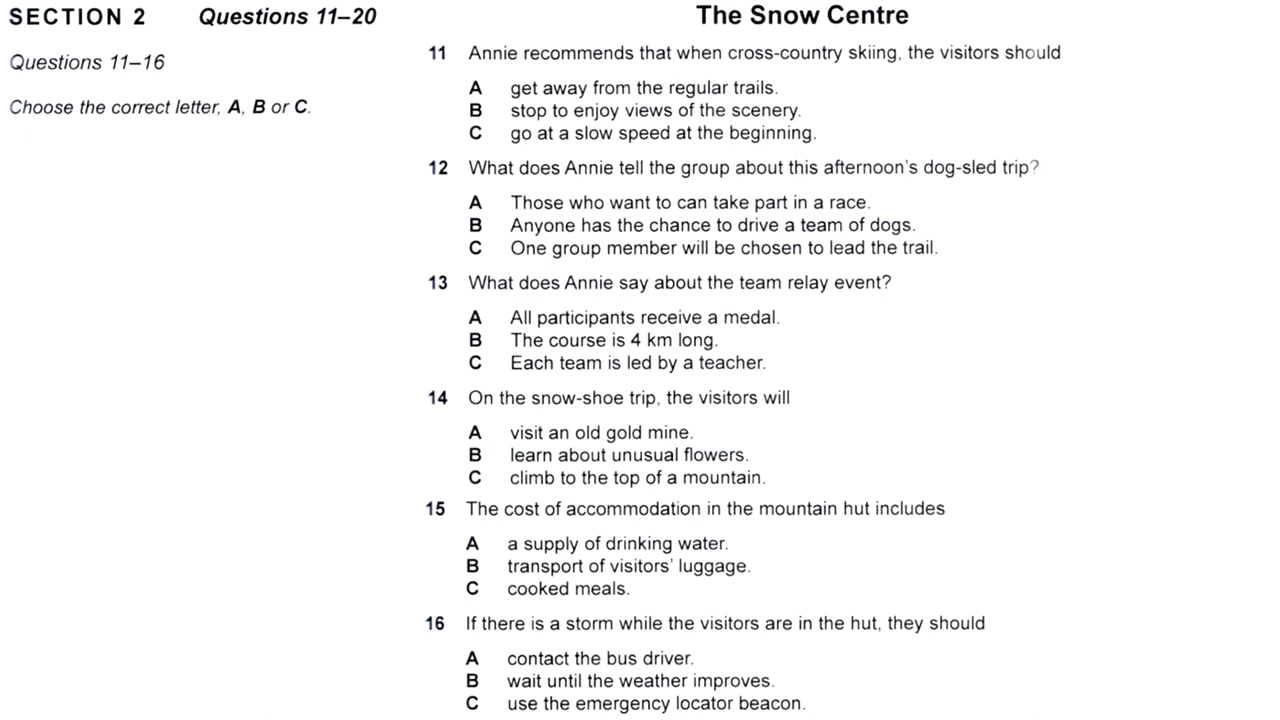 SECTION 2 Questions 11–20
Questions 11–16
Choose the correct letter, A, B or C.
The Snow Centre
11 Annie recommends that when cross-country skiing, the visitors should
A get away from the regular trails.
B stop to enjoy views of the scenery.
C go at a slow speed at the beginning.
12 What does Annie tell the group about this afternoon's dog-sled trip?
A Those who want to can take part in a race.
B Anyone has the chance to drive a team of dogs.
C One group member will be chosen to lead the trail.
13 What does Annie say about the team relay event?
A All participants receive a medal.
B The course is 4 km long.
C Each team is led by a teacher.
14 On the snow-shoe trip, the visitors will
A visit an old gold mine.
B learn about unusual flowers.
C climb to the top of a mountain.
15 The cost of accommodation in the mountain hut includes
A a supply of drinking water.
B transport of visitors' luggage.
C cooked meals.
16 If there is a storm while the visitors are in the hut, they should
A contact the bus driver.
B wait until the weather improves.
C use the emergency locator beacon.